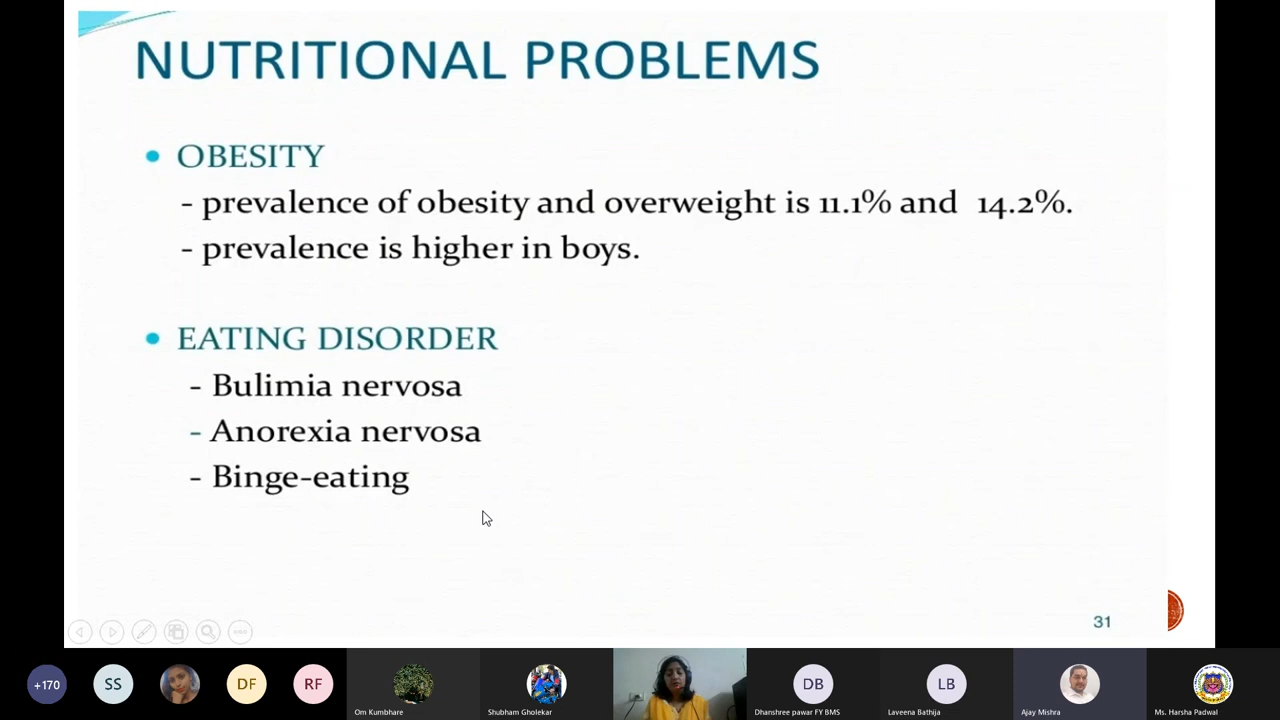 NUTRITIONAL PROBLEMS
• OBESITY
- prevalence of obesity and overweight is 11.1% and 14.2%.
- prevalence is higher in boys.
• EATING DISORDER
- Bulimia nervosa
- Anorexia nervosa
- Binge-eating
31
+170
SS
DF
RF
DB
LB
Om Kumbhare
Shubham Gholekar
Dhanshree pawar FY BMS
Laveena Bathija
Ajay Mishra
Ms. Harsha Padwal